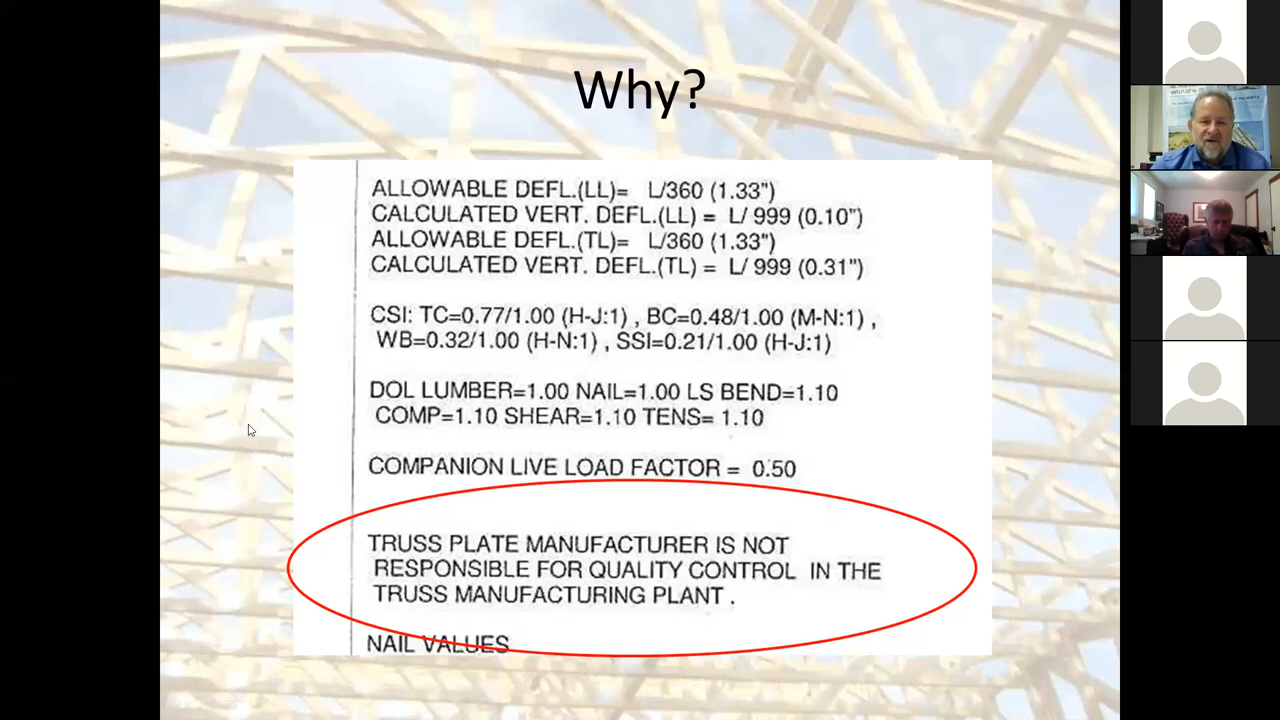 Why?
ALLOWABLE DEFL.(LL)= L/360 (1.33")
CALCULATED VERT. DEFL.(LL) = L/ 999 (0.10")
ALLOWABLE DEFL.(TL)= L/360 (1.33")
CALCULATED VERT. DEFL.(TL) = L/ 999 (0.31")
CSI: TC=0.77/1.00 (H-J:1) , BC=0.48/1.00 (M-N:1) ,
WB=0.32/1.00 (H-N:1) , SSI=0.21/1.00 (H-J:1)
DOL LUMBER=1.00 NAIL=1.00 LS BEND=1.10
COMP=1.10 SHEAR=1.10 TENS= 1.10
COMPANION LIVE LOAD FACTOR = 0.50
TRUSS PLATE MANUFACTURER IS NOT
RESPONSIBLE FOR QUALITY CONTROL IN THE
TRUSS MANUFACTURING PLANT .
NAIL VALUES